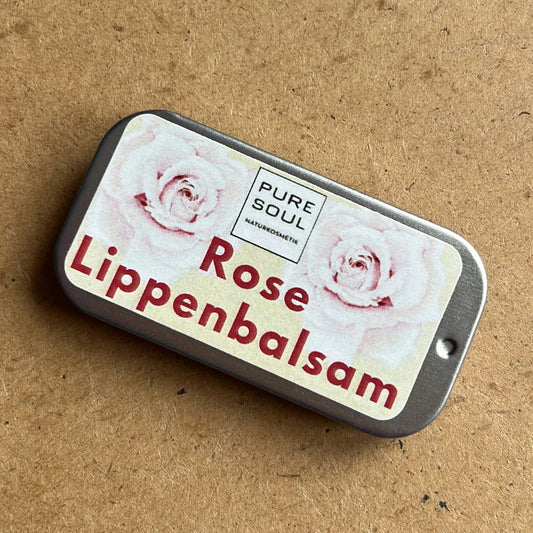 PURE
SOUL
NATURKOSMETIK
Rose
Lippenbalsam